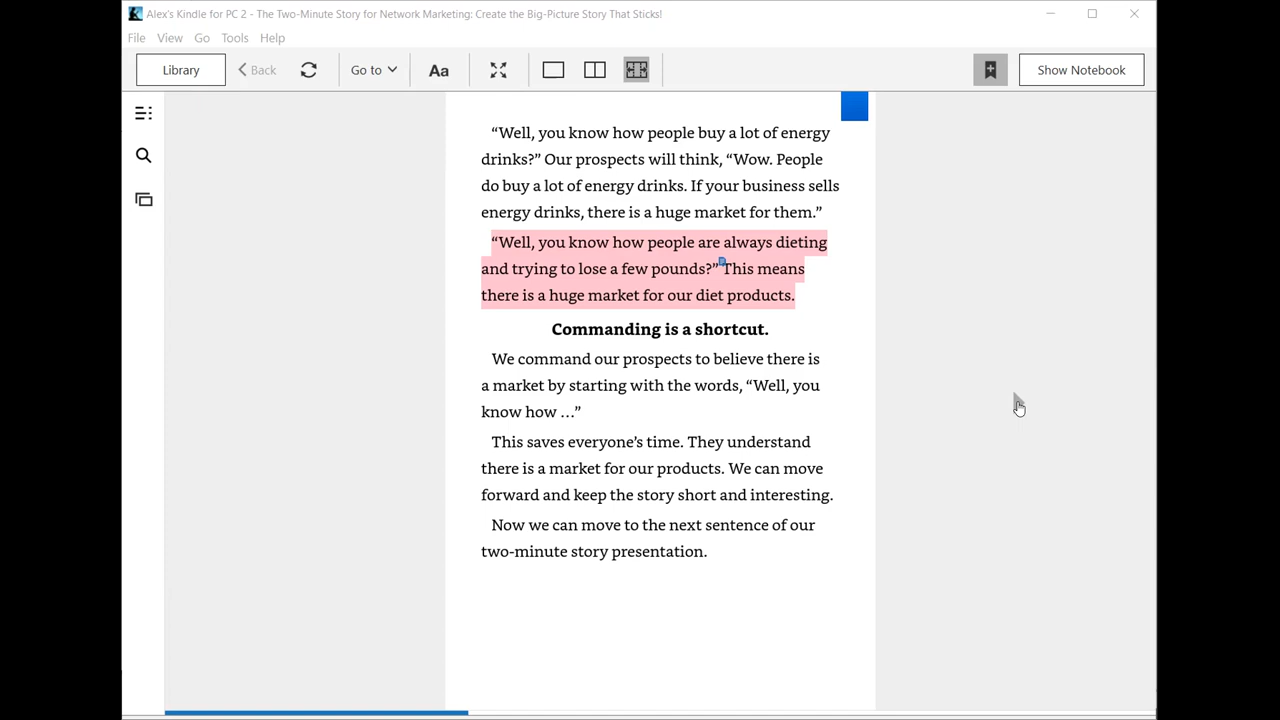 Alex's Kindle for PC 2 - The Two-Minute Story for Network Marketing: Create the Big-Picture Story That Sticks!
File View Go Tools Help
Library Back Go to Aa Show Notebook
“Well, you know how people buy a lot of energy
drinks?” Our prospects will think, “Wow. People
do buy a lot of energy drinks. If your business sells
energy drinks, there is a huge market for them.”
“Well, you know how people are always dieting
and trying to lose a few pounds?” This means
there is a huge market for our diet products.
Commanding is a shortcut.
We command our prospects to believe there is
a market by starting with the words, “Well, you
know how …”
This saves everyone’s time. They understand
there is a market for our products. We can move
forward and keep the story short and interesting.
Now we can move to the next sentence of our
two-minute story presentation.